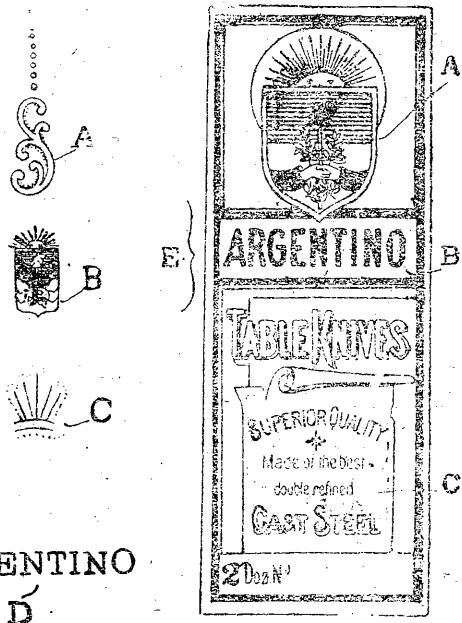 A
B
C
ENTINO
D
E
A
ARGENTINO
B
TABLE KNIVES
SUPERIOR QUALITY
Made of the best
double refined
CAST STEEL
C
2 Doz Nº